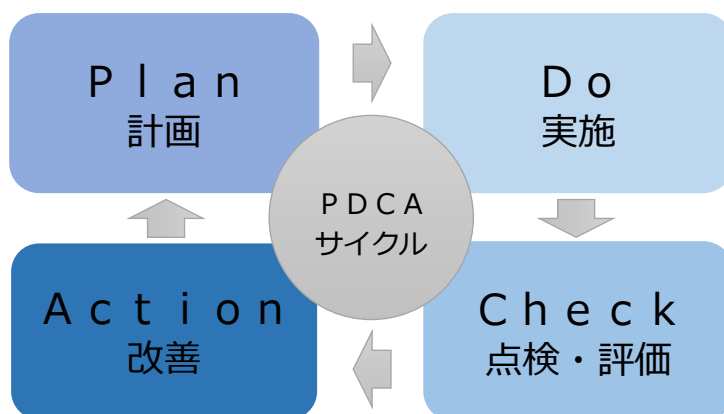 Ｐｌａｎ
計画
Ｄｏ
実施
ＰＤＣＡ
サイクル
Ａｃｔｉｏｎ
改善
Ｃｈｅｃｋ
点検・評価